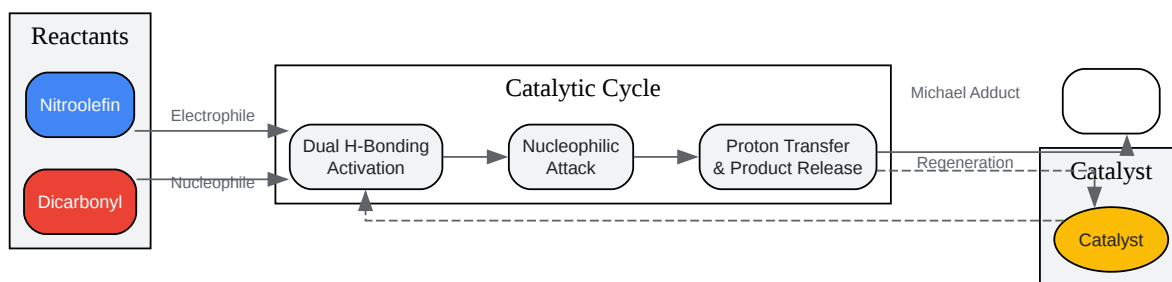 Reactants
Nitroolefin
Dicarbonyl
Electrophile
Nucleophile
Catalytic Cycle
Dual H-Bonding
Activation
Nucleophilic
Attack
Proton Transfer
& Product Release
Michael Adduct
Regeneration
Catalyst
Catalyst